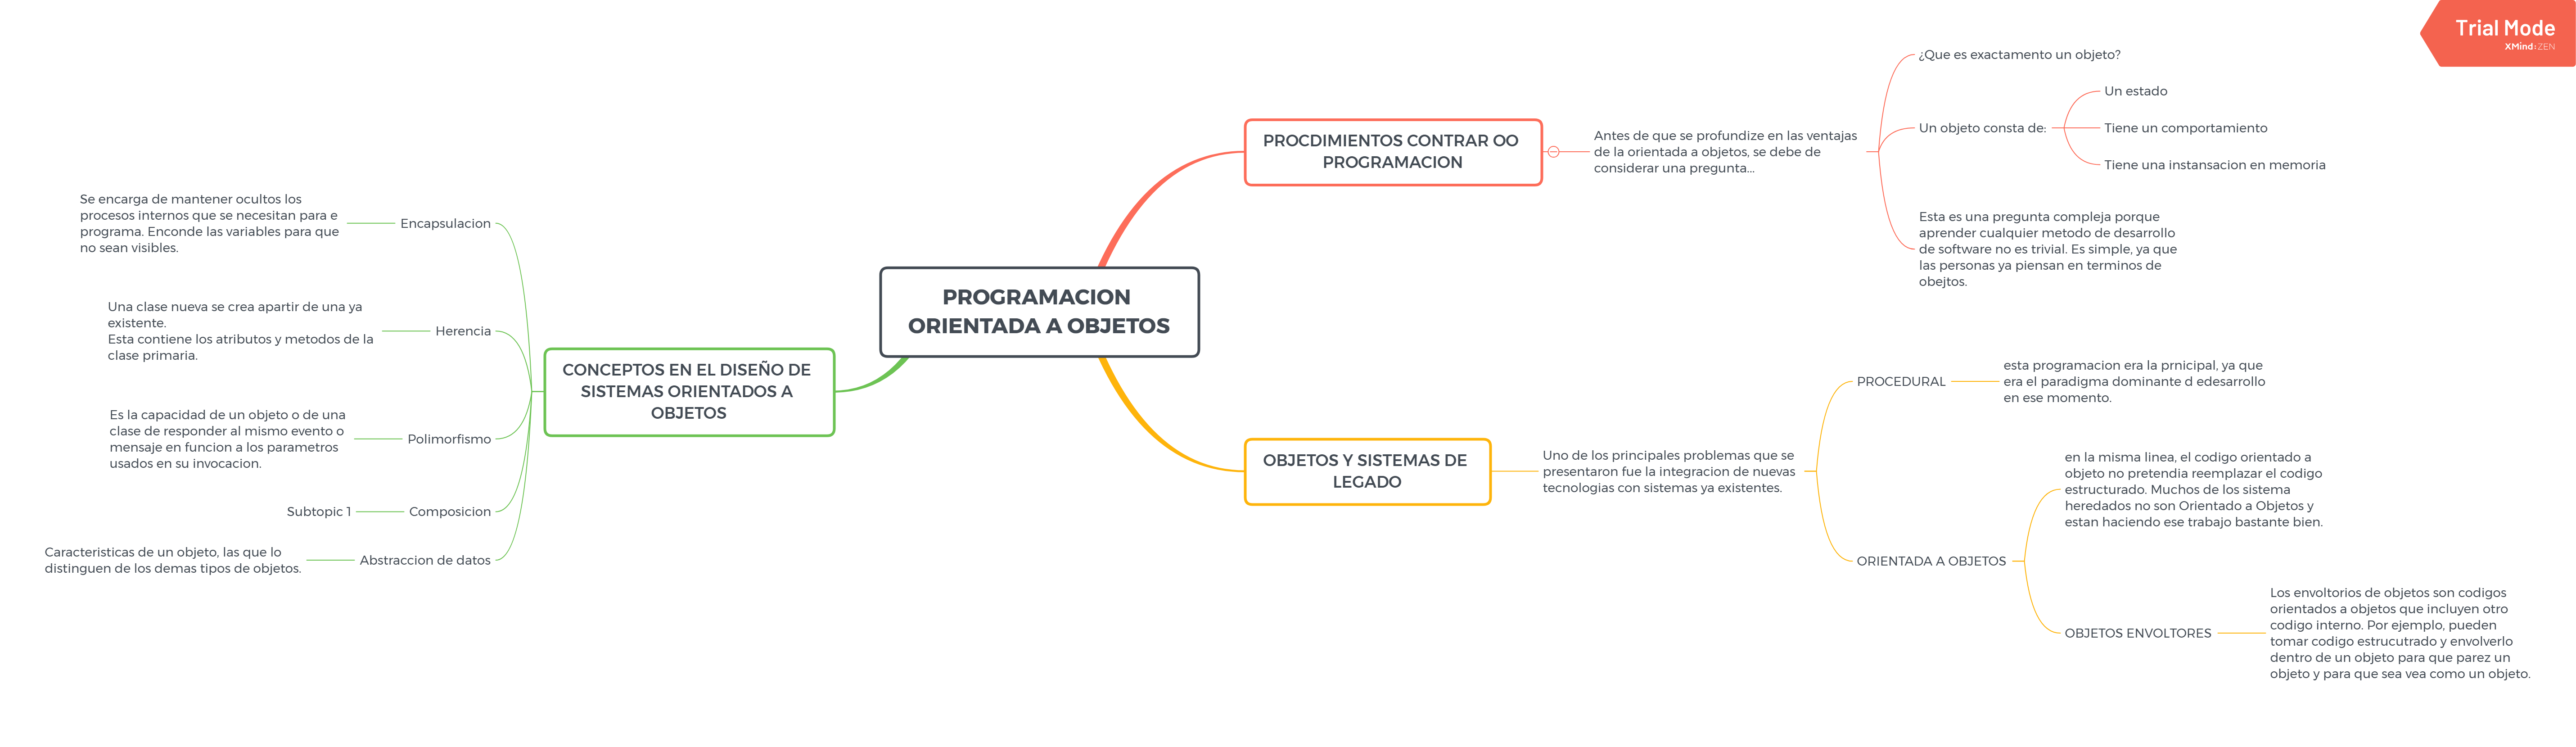 Trial Mode
XMind:ZEN
PROGRAMACION
ORIENTADA A OBJETOS
PROCDIMIENTOS CONTRAR OO
PROGRAMACION
Antes de que se profundize en las ventajas
de la orientada a objetos, se debe de
considerar una pregunta...
¿Que es exactamento un objeto?
Un objeto consta de:
Un estado
Tiene un comportamiento
Tiene una instansacion en memoria
Esta es una pregunta compleja porque
aprender cualquier metodo de desarrollo
de software no es trivial. Es simple, ya que
las personas ya piensan en terminos de
obejtos.
OBJETOS Y SISTEMAS DE
LEGADO
Uno de los principales problemas que se
presentaron fue la integracion de nuevas
tecnologias con sistemas ya existentes.
PROCEDURAL
esta programacion era la prnicipal, ya que
era el paradigma dominante d edesarrollo
en ese momento.
ORIENTADA A OBJETOS
en la misma linea, el codigo orientado a
objeto no pretendia reemplazar el codigo
estructurado. Muchos de los sistema
heredados no son Orientado a Objetos y
estan haciendo ese trabajo bastante bien.
OBJETOS ENVOLTORES
Los envoltorios de objetos son codigos
orientados a objetos que incluyen otro
codigo interno. Por ejemplo, pueden
tomar codigo estrucutrado y envolverlo
dentro de un objeto para que parez un
objeto y para que sea vea como un objeto.
CONCEPTOS EN EL DISEÑO DE
SISTEMAS ORIENTADOS A
OBJETOS
Encapsulacion
Se encarga de mantener ocultos los
procesos internos que se necesitan para e
programa. Enconde las variables para que
no sean visibles.
Herencia
Una clase nueva se crea apartir de una ya
existente.
Esta contiene los atributos y metodos de la
clase primaria.
Polimorfismo
Es la capacidad de un objeto o de una
clase de responder al mismo evento o
mensaje en funcion a los parametros
usados en su invocacion.
Composicion
Subtopic 1
Abstraccion de datos
Caracteristicas de un objeto, las que lo
distinguen de los demas tipos de objetos.